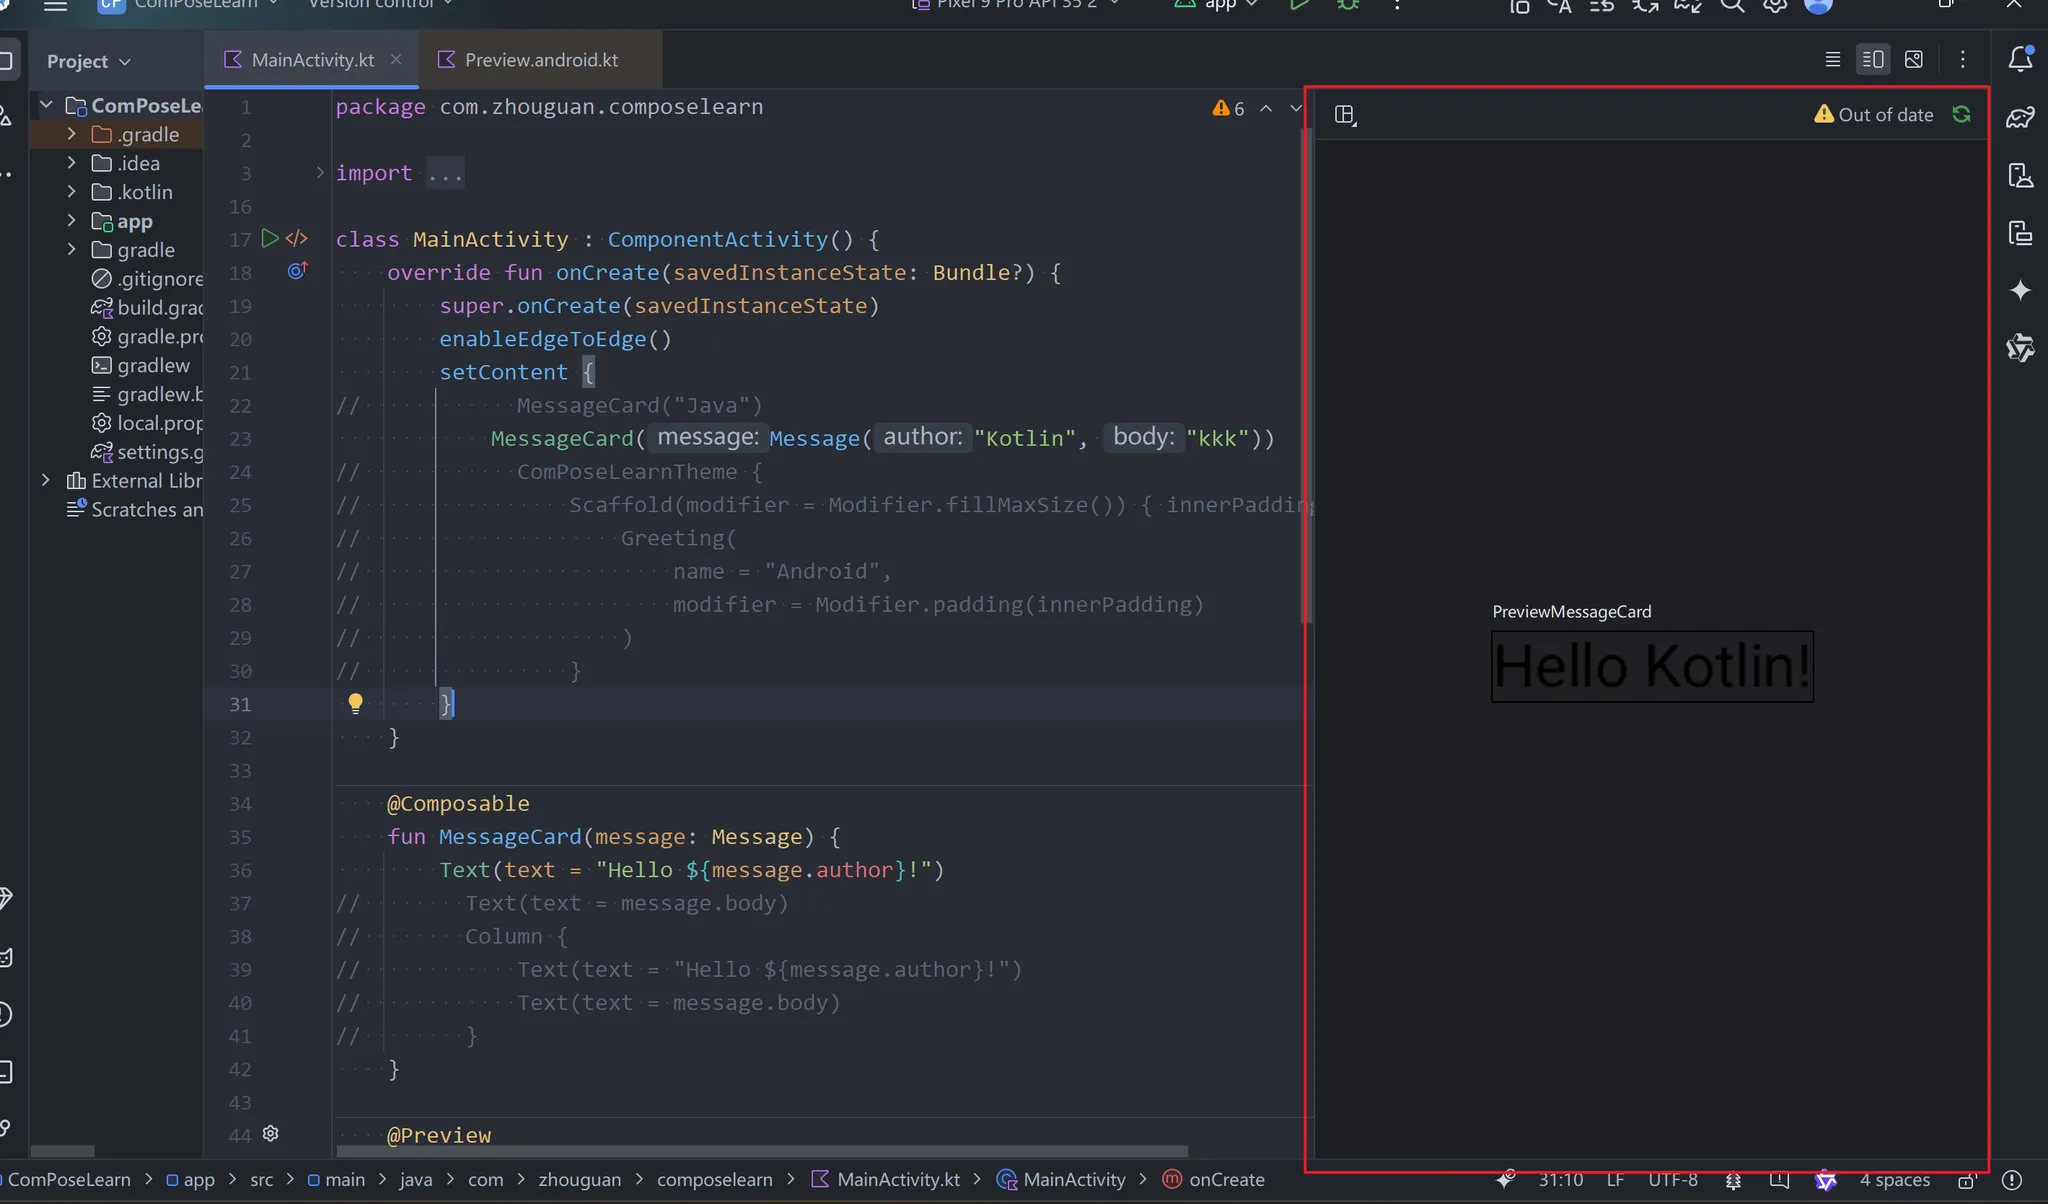 CP ComPoseLearn Version control Pixel 9 Pro API 35 2 app
Project MainActivity.kt Preview.android.kt
ComPoseLe
.gradle
.idea
.kotlin
app
gradle
.gitignore
build.grad
gradle.pro
gradlew
gradlew.b
local.prop
settings.g
External Libr
Scratches an
1 package com.zhouguan.composelearn
6
2
3 import ...
16
17 class MainActivity : ComponentActivity() {
18 override fun onCreate(savedInstanceState: Bundle?) {
19 super.onCreate(savedInstanceState)
20 enableEdgeToEdge()
21 setContent {
22 // MessageCard("Java")
23 MessageCard( message: Message( author: "Kotlin", body: "kkk"))
24 // ComPoseLearnTheme {
25 // Scaffold(modifier = Modifier.fillMaxSize()) { innerPadding
26 // Greeting(
27 // name = "Android",
28 // modifier = Modifier.padding(innerPadding)
29 // )
30 // }
31 }
32 }
33
34 @Composable
35 fun MessageCard(message: Message) {
36 Text(text = "Hello ${message.author}!")
37 // Text(text = message.body)
38 // Column {
39 // Text(text = "Hello ${message.author}!")
40 // Text(text = message.body)
41 // }
42 }
43
44 @Preview
Out of date
PreviewMessageCard
Hello Kotlin!
ComPoseLearn > app > src > main > java > com > zhouguan > composelearn > MainActivity.kt > MainActivity > onCreate
31:10 LF UTF-8 4 spaces